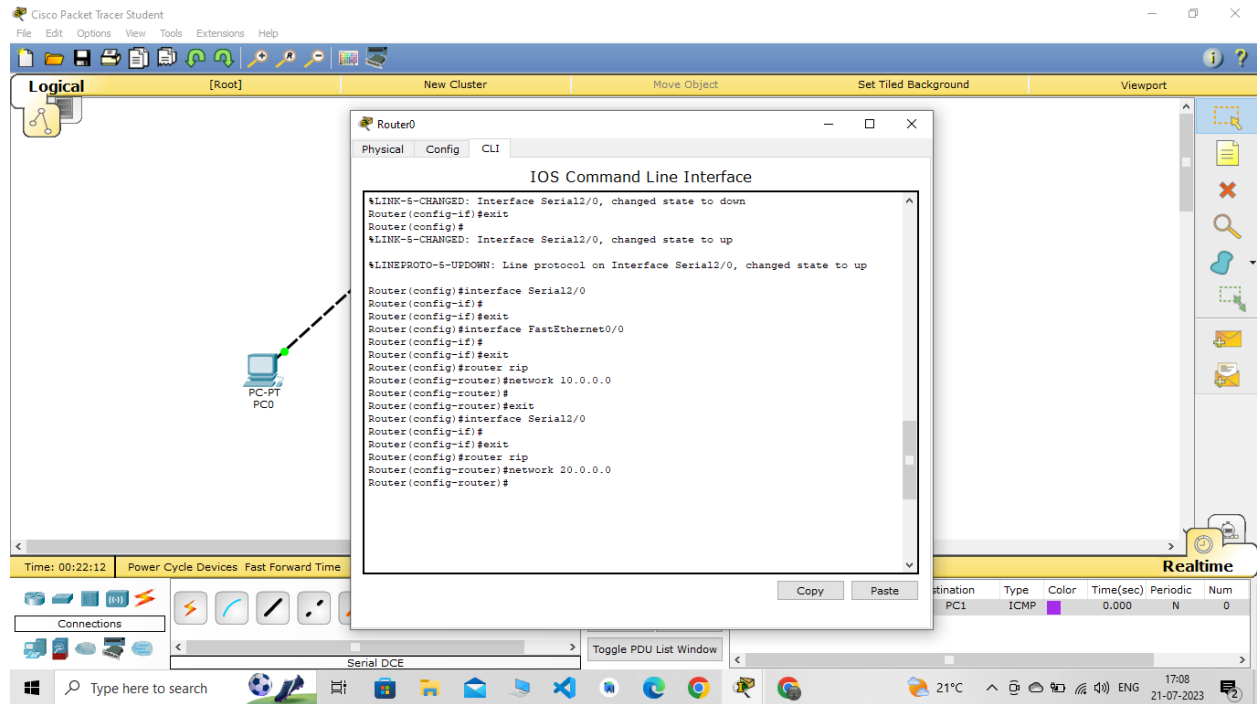 Cisco Packet Tracer Student
File Edit Options View Tools Extensions Help
i ?
Logical [Root] New Cluster Move Object Set Tiled Background Viewport
Router0
Physical Config CLI
IOS Command Line Interface
%LINK-5-CHANGED: Interface Serial2/0, changed state to down
Router(config-if)#exit
Router(config)#
%LINK-5-CHANGED: Interface Serial2/0, changed state to up
%LINEPROTO-5-UPDOWN: Line protocol on Interface Serial2/0, changed state to up
Router(config)#interface Serial2/0
Router(config-if)#
Router(config-if)#exit
Router(config)#interface FastEthernet0/0
Router(config-if)#
Router(config-if)#exit
Router(config)#router rip
Router(config-router)#network 10.0.0.0
Router(config-router)#
Router(config-router)#exit
Router(config)#interface Serial2/0
Router(config-if)#
Router(config-if)#exit
Router(config)#router rip
Router(config-router)#network 20.0.0.0
Router(config-router)#
PC-PT
PC0
Copy Paste
Time: 00:22:12 Power Cycle Devices Fast Forward Time Realtime
stination Type Color Time(sec) Periodic Num
PC1 ICMP 0.000 N 0
Connections
Toggle PDU List Window
Serial DCE
Type here to search
21°C ENG 17:08
21-07-2023
2